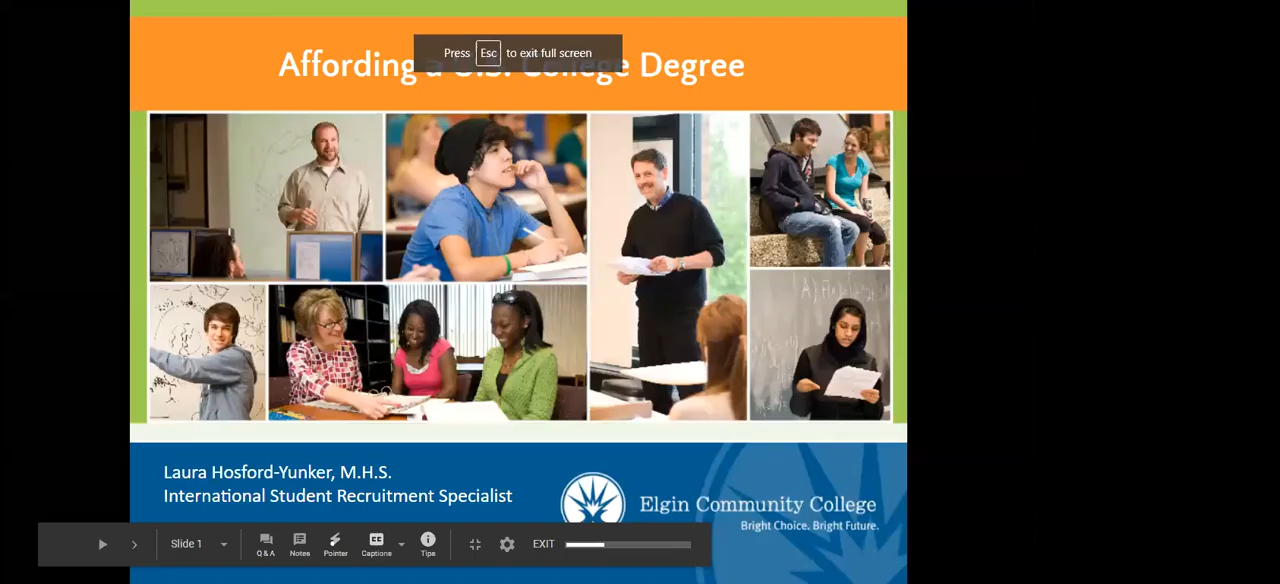 Press Esc to exit full screen
Affording a U.S. College Degree
A)
Laura Hosford-Yunker, M.H.S.
International Student Recruitment Specialist
Elgin Community College
Bright Choice. Bright Future.
Slide 1
Q & A
Notes
Pointer
Captions
Tips
EXIT